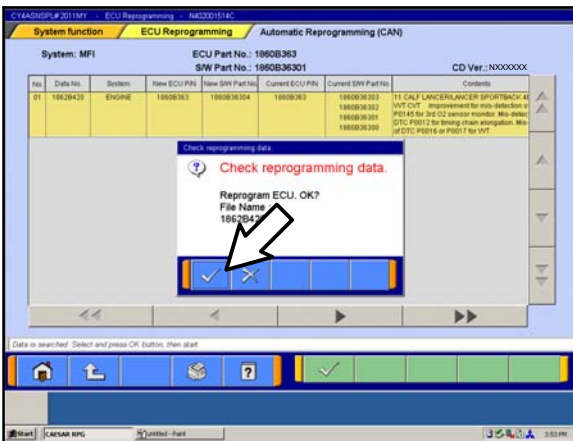 CY4ASNSPL#2011MY - ECU Reprogramming - N402001514C
System function ECU Reprogramming Automatic Reprogramming (CAN)
System: MFI ECU Part No.: 1860B363
S/W Part No.: 1860B36301 CD Ver.: NXXXXXX
No. Data No. System New ECU P/N New S/W Part No Current ECU P/N Current S/W Part No Contents
01 1862B420 ENGINE 1860B363 1860B36304 1860B363 1860B36303 11 CALF LANCER/LANCER SPORTBACK
1860B36302 VVT CVT Improvement for mis-detection
1860B36301 P0145 for 3rd O2 sensor monitor. Mis-detec
1860B36300 DTC P0012 for timing chain elongation. Mis-
of DTC P0016 or P0017 for VVT.
Check reprogramming data
Check reprogramming data.
Reprogram ECU. OK?
File Name :
1862B42
Data is searched. Select and press OK button, then start
?
Start CAESAR RPG untitled - Paint 3:53 PM